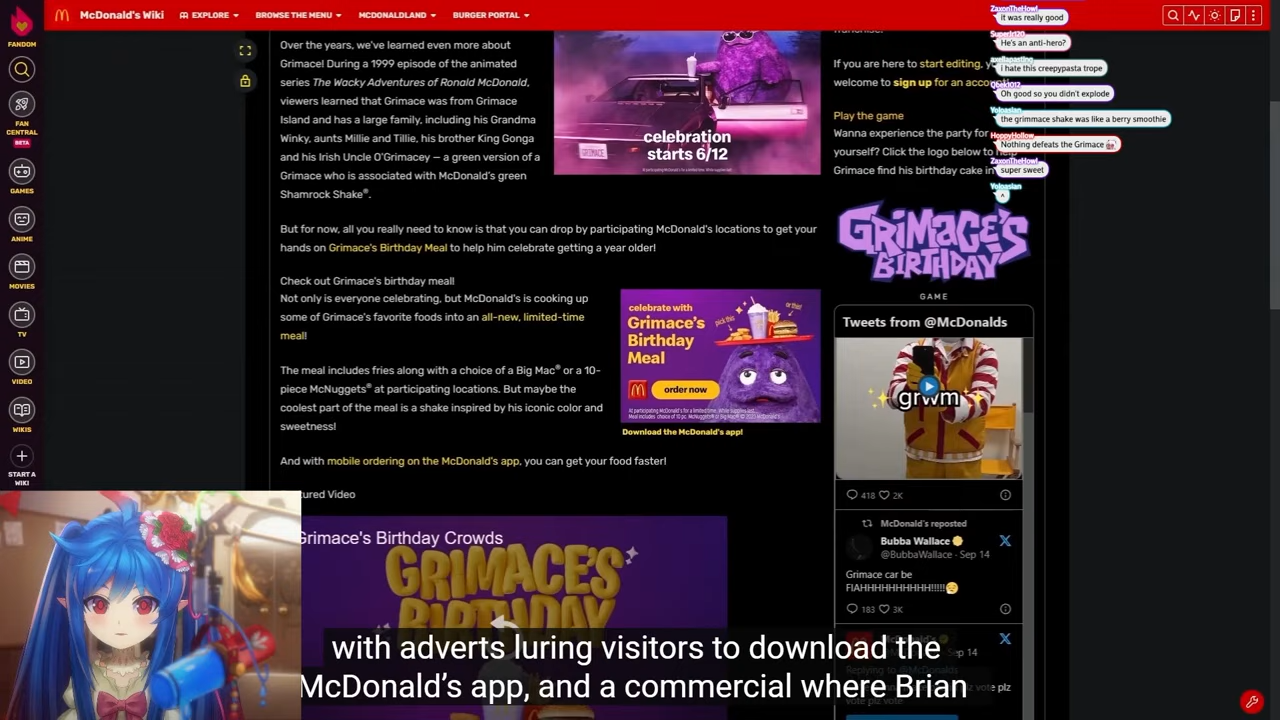 McDonald's Wiki
EXPLORE
BROWSE THE MENU
MCDONALDLAND
BURGER PORTAL
FANDOM
FAN
CENTRAL
BETA
GAMES
ANIME
MOVIES
TV
VIDEO
WIKIS
START A
WIKI
Over the years, we've learned even more about
Grimace! During a 1999 episode of the animated
series Wacky Adventures of Ronald McDonald,
viewers learned that Grimace was from Grimace
Island and has a large family, including his Grandma
Winky, aunts Millie and Tillie, his brother King Gonga
and his Irish Uncle O'Grimacey – a green version of a
Grimace who is associated with McDonald's green
Shamrock Shake®.
GRIMACE
celebration
starts 6/12
But for now, all you really need to know is that you can drop by participating McDonald's locations to get your
hands on Grimace's Birthday Meal to help him celebrate getting a year older!
Check out Grimace's birthday meal!
Not only is everyone celebrating, but McDonald's is cooking up
some of Grimace's favorite foods into an all-new, limited-time
meal!
The meal includes fries along with a choice of a Big Mac® or a 10-
piece McNuggets® at participating locations. But maybe the
coolest part of the meal is a shake inspired by his iconic color and
sweetness!
celebrate with
Grimace's
Birthday
Meal
pick this
or this!
order now
Download the McDonald's app!
And with mobile ordering on the McDonald's app, you can get your food faster!
tured Video
Grimace's Birthday Crowds
GRIMACE'S
BIRTHDAY
If you are here to start editing, y
welcome to sign up for an acco
Play the game
Wanna experience the party for
yourself? Click the logo below to help
Grimace find his birthday cake in
GRIMACE'S
BIRTHDAY
GAME
Tweets from @McDonalds
grwm
418 2K
McDonald's reposted
Bubba Wallace
@BubbaWallace · Sep 14
Grimace car be
FIAHHHHHHHHHH!!!!!
183 3K
ZaxonTheHowl
it was really good
He's an anti-hero?
i hate this creepypasta trope
Oh good so you didn't explode
Yoloasian
the grimmace shake was like a berry smoothie
HoppyHollow
Nothing defeats the Grimace
ZaxonTheHowl
super sweet
Yoloasian
^
with adverts luring visitors to download the
McDonald's app, and a commercial where Brian